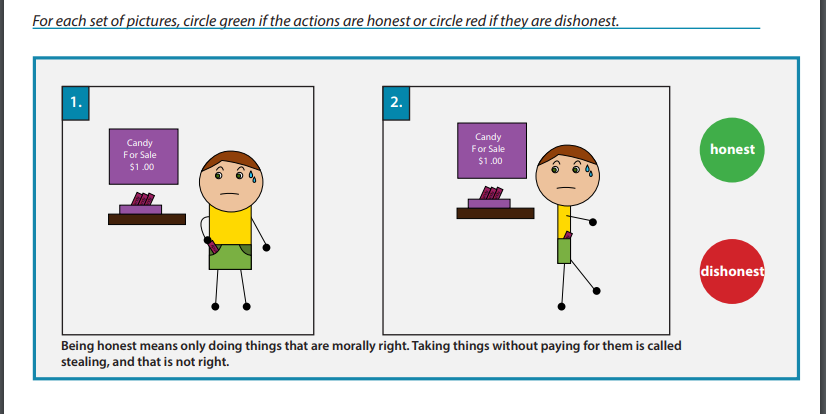 For each set of pictures, circle green if the actions are honest or circle red if they are dishonest.
1.
Candy
For Sale
$1 .00
2.
Candy
For Sale
$1 .00
honest
dishonest
Being honest means only doing things that are morally right. Taking things without paying for them is called
stealing, and that is not right.